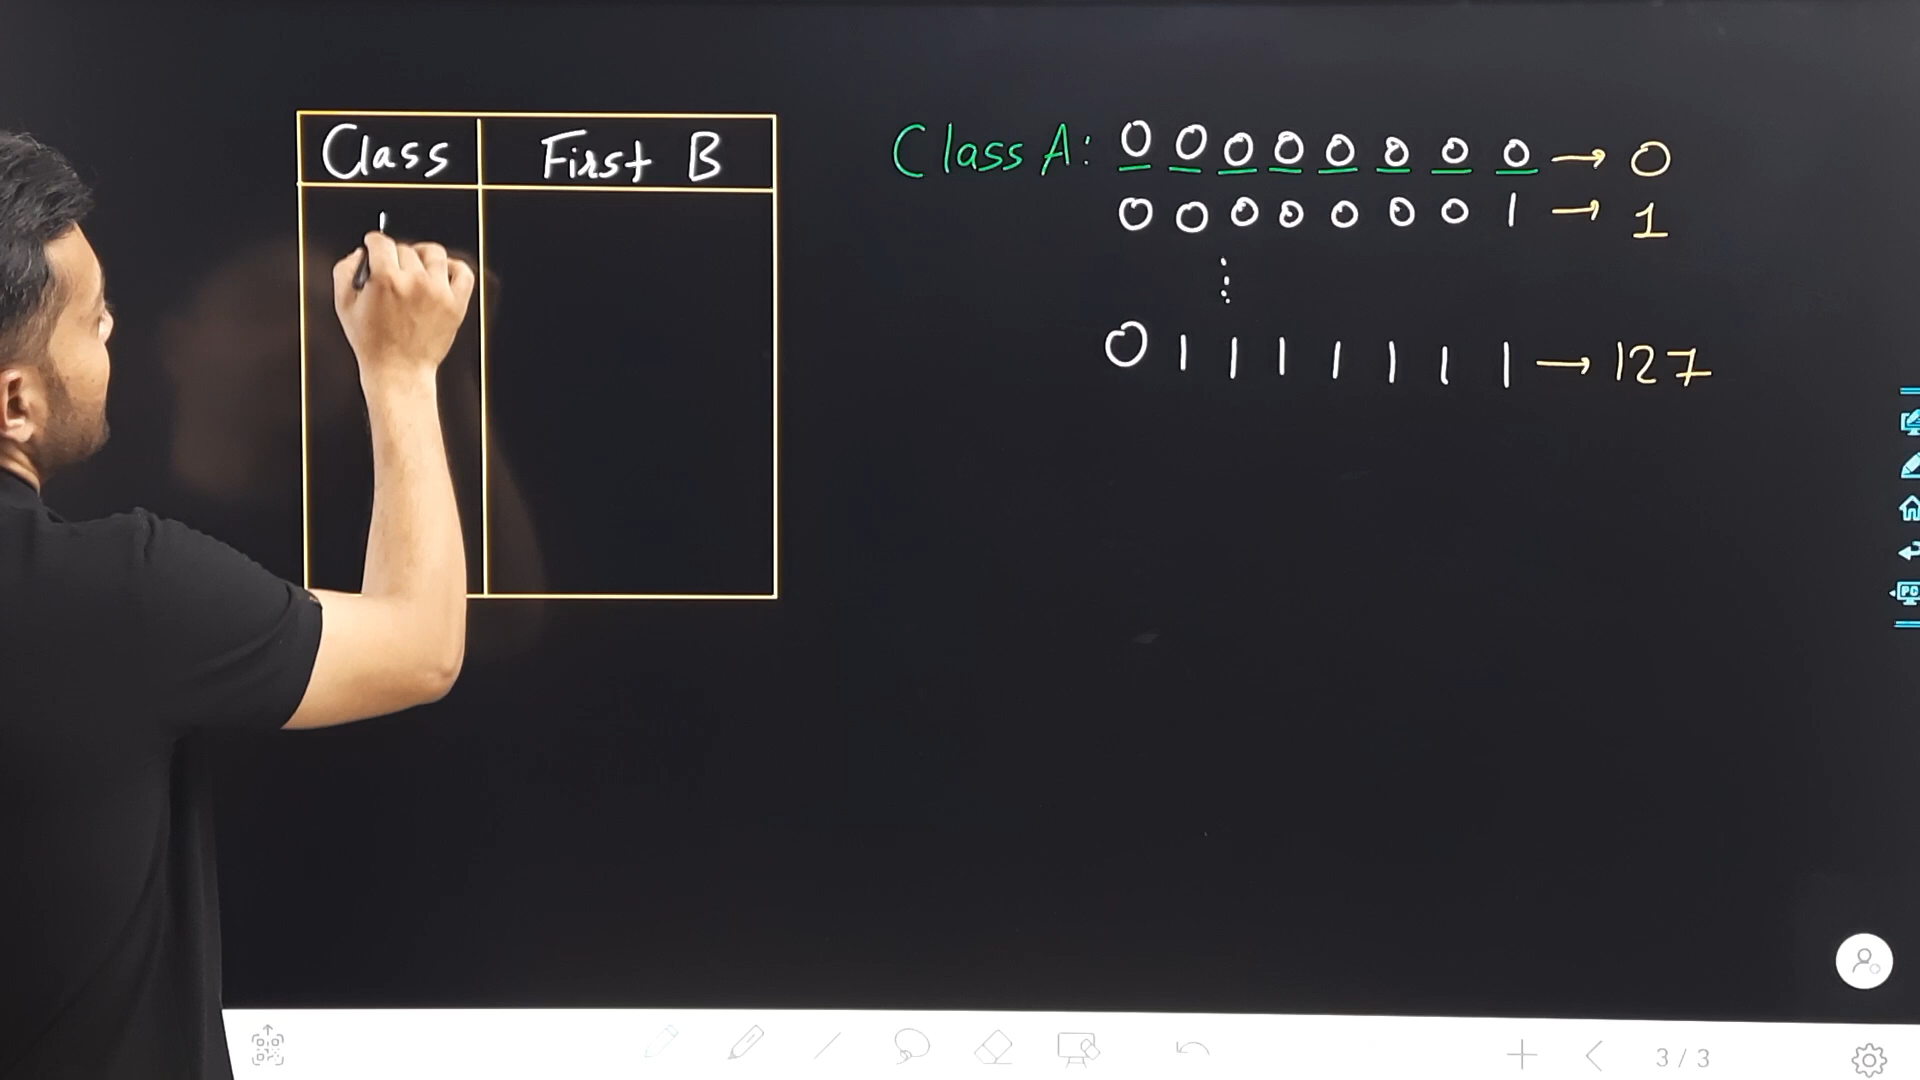 Class First B
Class A: 0 0 0 0 0 0 0 0 → 0
0 0 0 0 0 0 0 1 → 1
⋮
0 1 1 1 1 1 1 1 → 127
PC
3 / 3